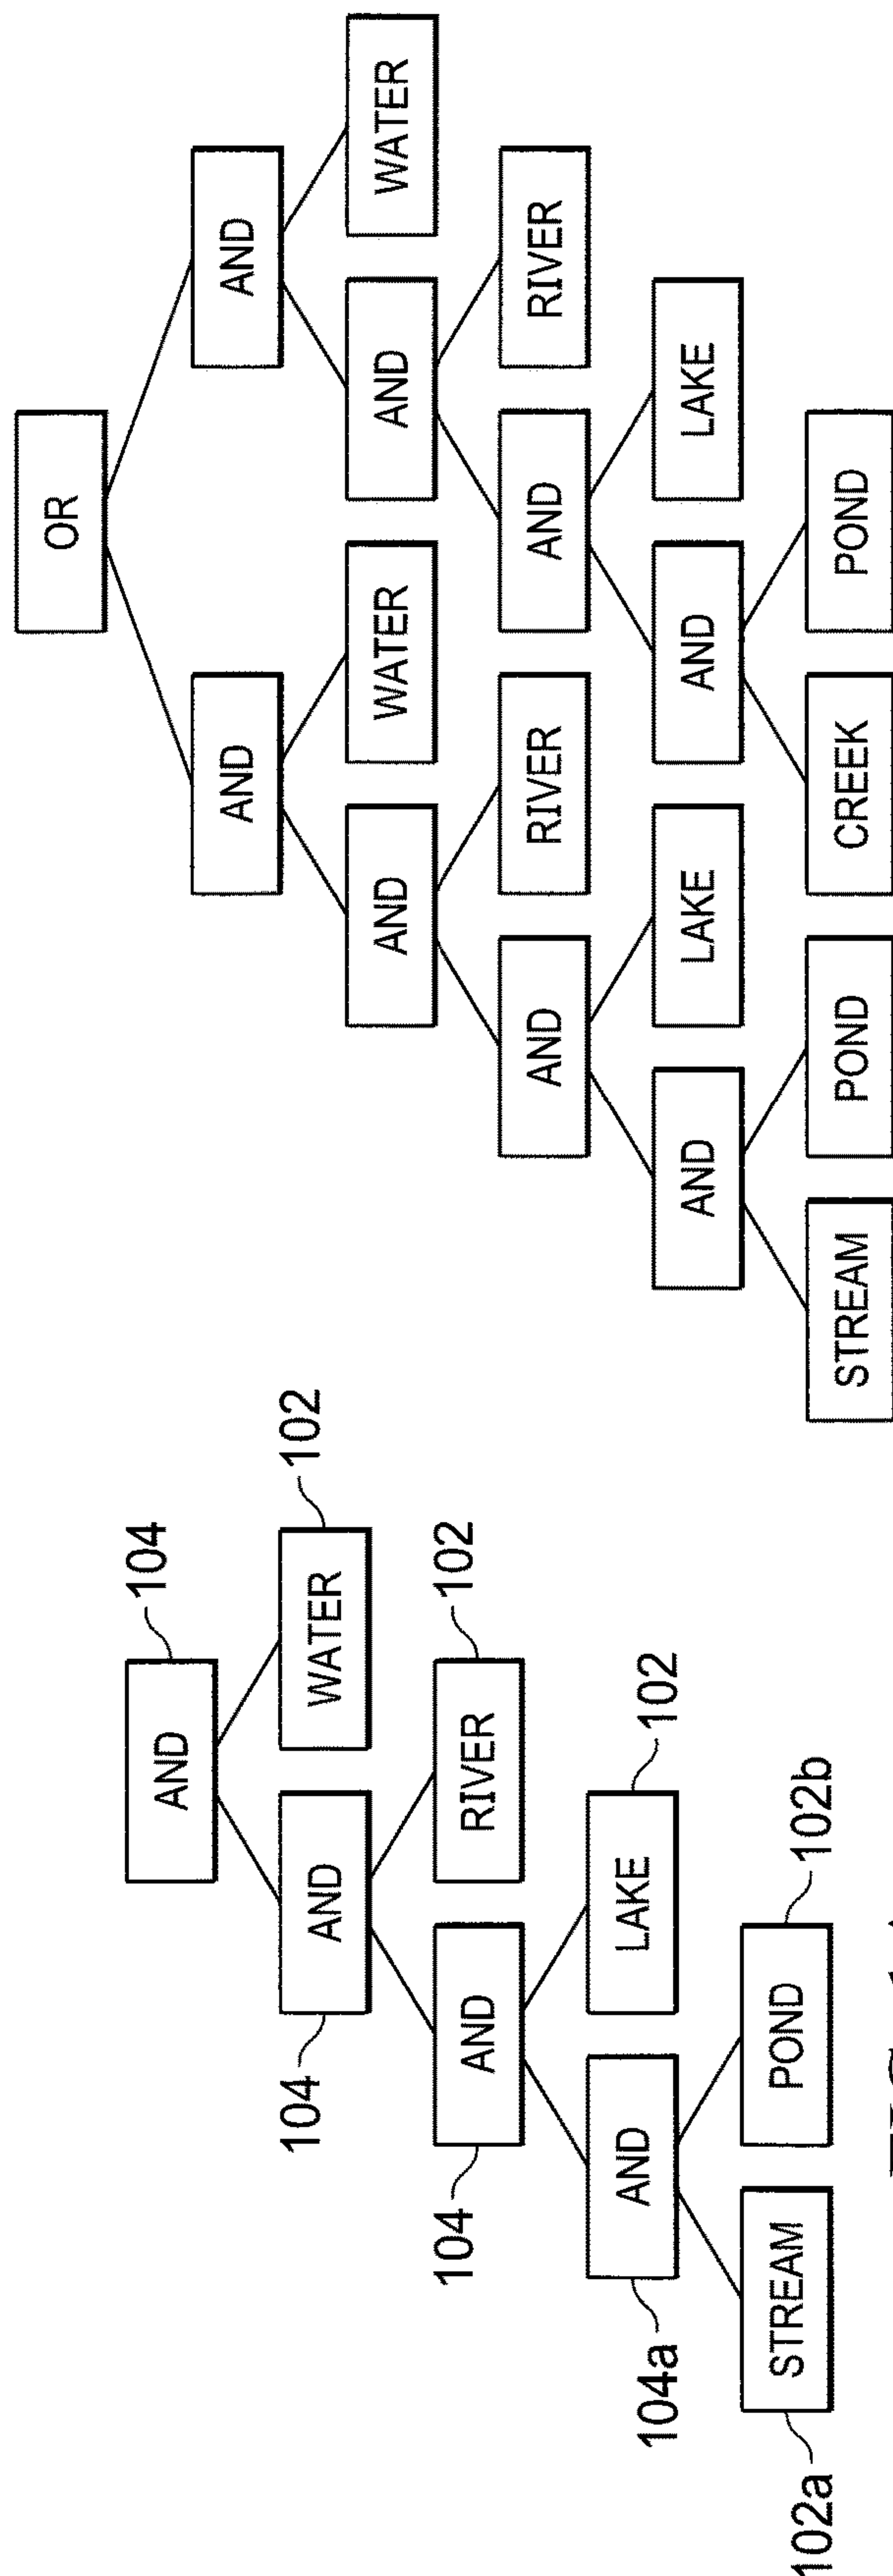 AND
104
104
AND
WATER
102
104
AND
RIVER
102
104a
AND
LAKE
102
102a
STREAM
POND
102b
OR
AND
AND
AND
WATER
AND
WATER
AND
RIVER
AND
RIVER
AND
LAKE
AND
LAKE
STREAM
POND
CREEK
POND